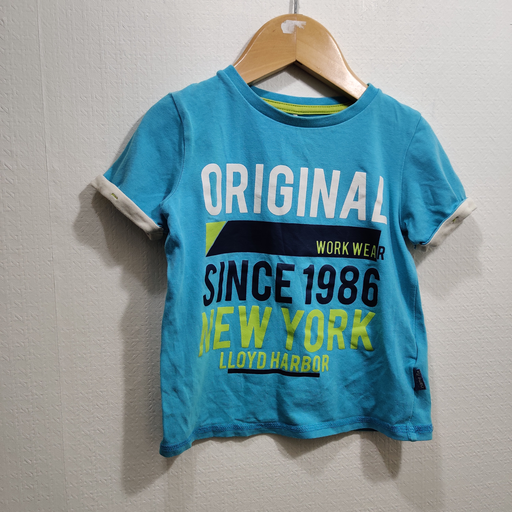 ORIGINAL
WORK WEAR
SINCE 1986
NEW YORK
LLOYD HARBOR